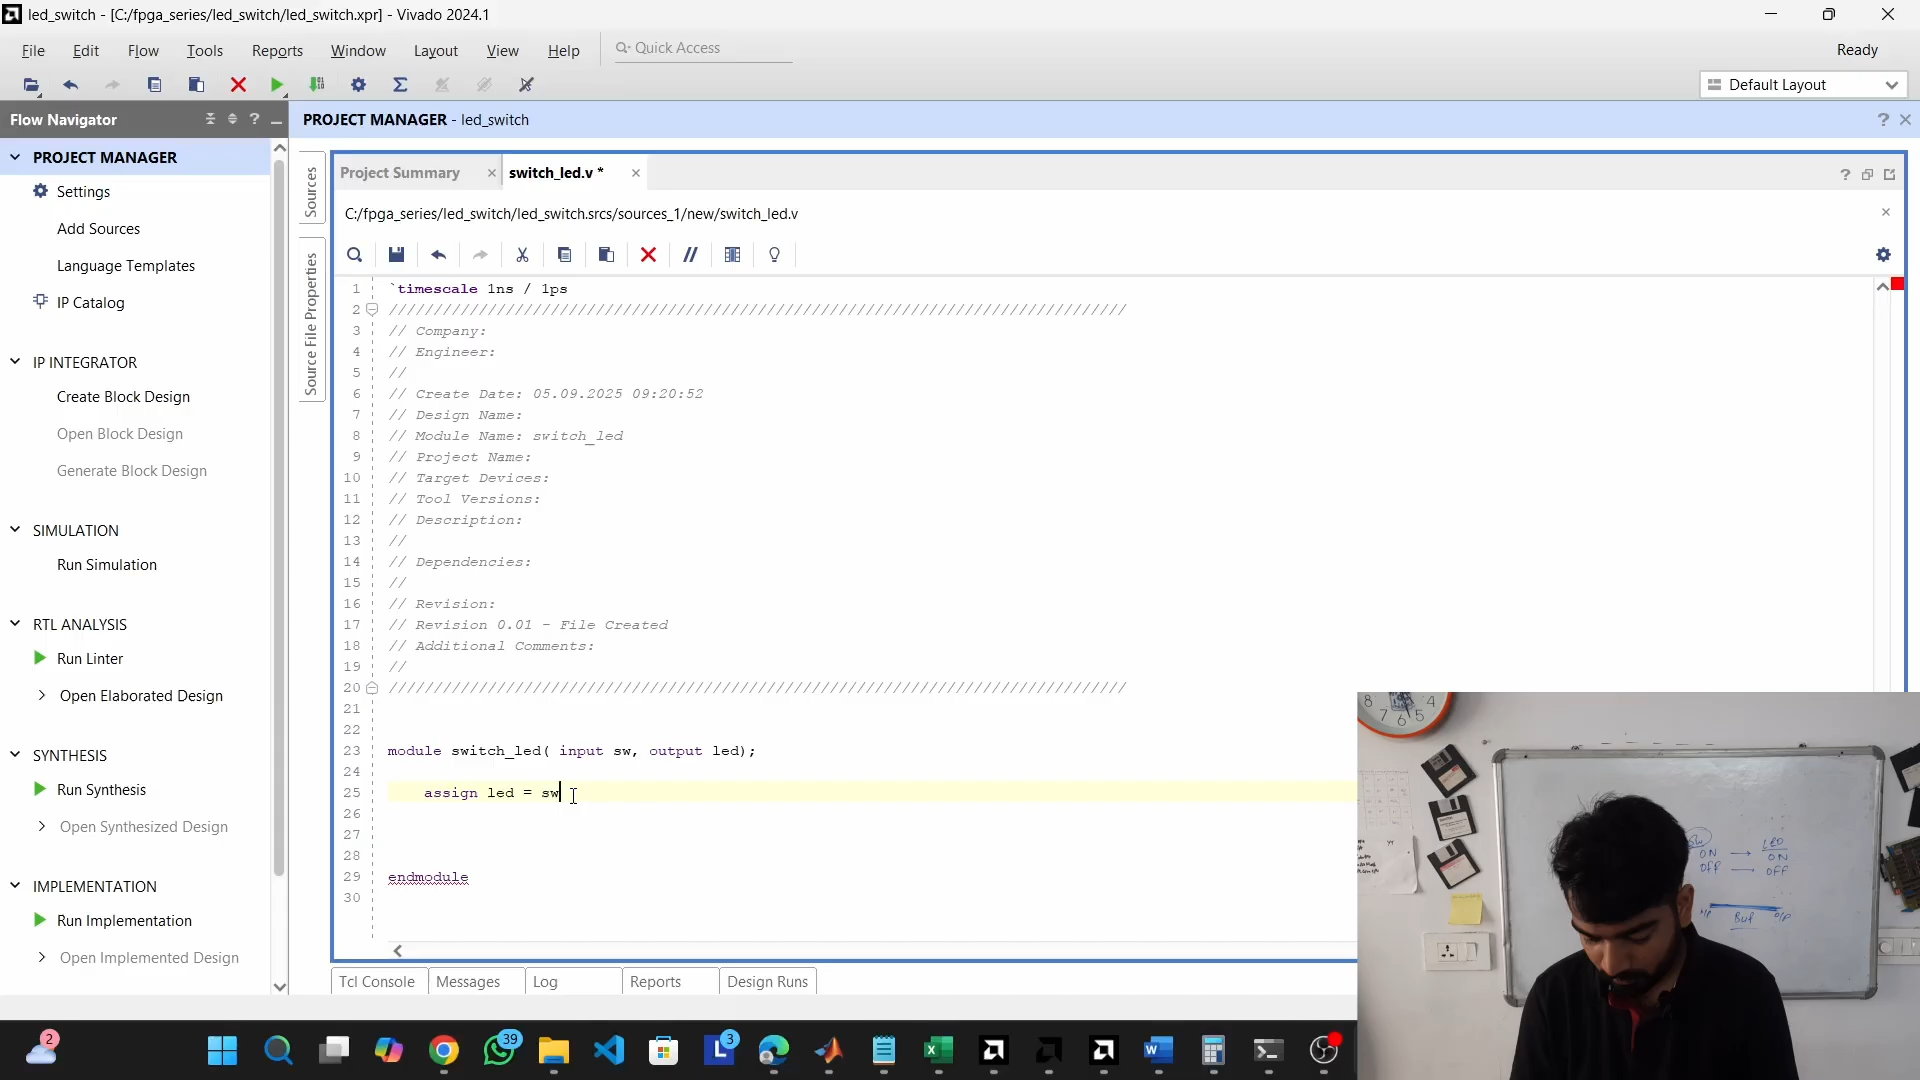 led_switch - [C:/fpga_series/led_switch/led_switch.xpr] - Vivado 2024.1
File Edit Flow Tools Reports Window Layout View Help
Quick Access
Ready
Default Layout
Flow Navigator
PROJECT MANAGER - led_switch
PROJECT MANAGER
Settings
Add Sources
Language Templates
IP Catalog
IP INTEGRATOR
Create Block Design
Open Block Design
Generate Block Design
SIMULATION
Run Simulation
RTL ANALYSIS
Run Linter
Open Elaborated Design
SYNTHESIS
Run Synthesis
Open Synthesized Design
IMPLEMENTATION
Run Implementation
Open Implemented Design
Sources
Source File Properties
Project Summary
switch_led.v *
C:/fpga_series/led_switch/led_switch.srcs/sources_1/new/switch_led.v
1 `timescale 1ns / 1ps
2 //////////////////////////////////////////////////////////////////////////////////
3 // Company:
4 // Engineer:
5 //
6 // Create Date: 05.09.2025 09:20:52
7 // Design Name:
8 // Module Name: switch_led
9 // Project Name:
10 // Target Devices:
11 // Tool Versions:
12 // Description:
13 //
14 // Dependencies:
15 //
16 // Revision:
17 // Revision 0.01 - File Created
18 // Additional Comments:
19 //
20 //////////////////////////////////////////////////////////////////////////////////
21
22
23 module switch_led( input sw, output led);
24
25 assign led = sw
26
27
28
29 endmodule
30
Tcl Console Messages Log Reports Design Runs
8 7 6 5 4
LED
ON → ON
OFF → OFF
I/P Buf O/P
2
39
3